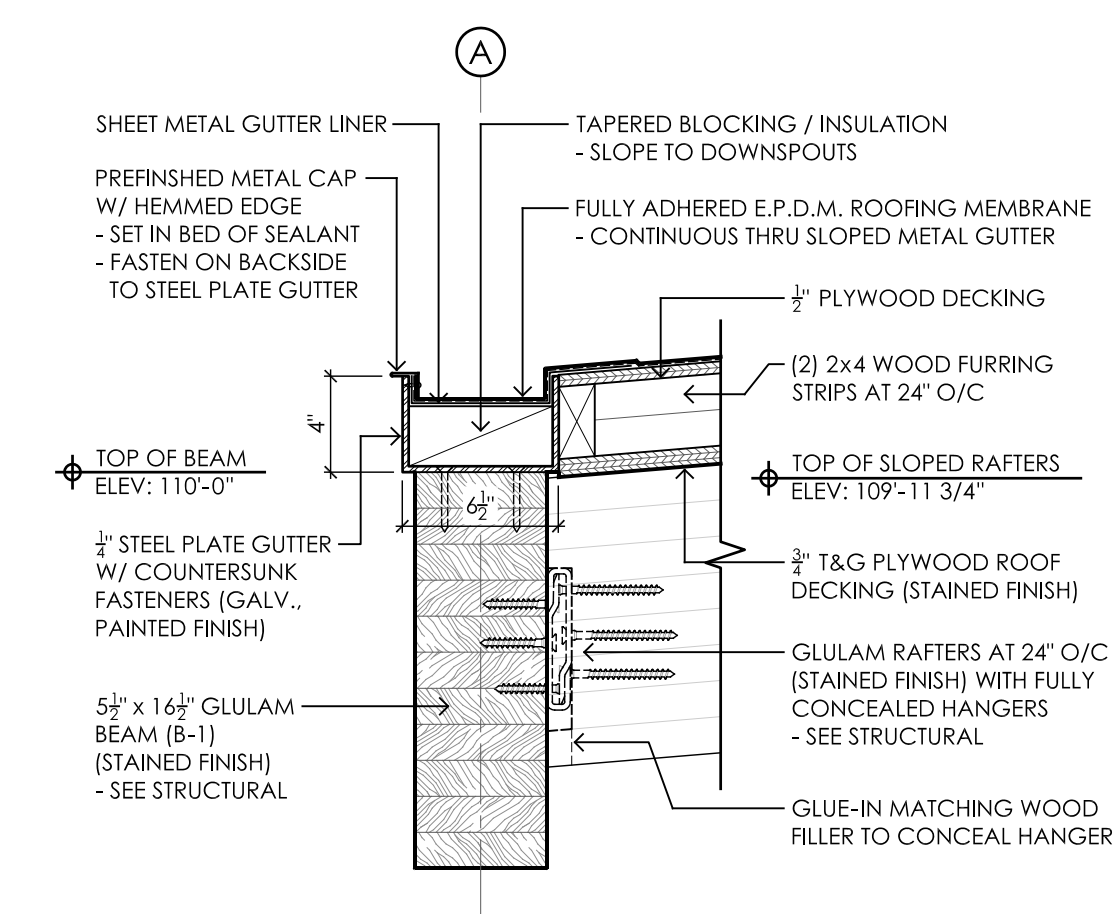 A
SHEET METAL GUTTER LINER
PREFINSHED METAL CAP
W/ HEMMED EDGE
- SET IN BED OF SEALANT
- FASTEN ON BACKSIDE
TO STEEL PLATE GUTTER
TAPERED BLOCKING / INSULATION
- SLOPE TO DOWNSPOUTS
FULLY ADHERED E.P.D.M. ROOFING MEMBRANE
- CONTINUOUS THRU SLOPED METAL GUTTER
½" PLYWOOD DECKING
(2) 2x4 WOOD FURRING
STRIPS AT 24" O/C
4"
TOP OF BEAM
ELEV: 110'-0"
TOP OF SLOPED RAFTERS
ELEV: 109'-11 3/4"
6½"
¼" STEEL PLATE GUTTER
W/ COUNTERSUNK
FASTENERS (GALV.,
PAINTED FINISH)
¾" T&G PLYWOOD ROOF
DECKING (STAINED FINISH)
GLULAM RAFTERS AT 24" O/C
(STAINED FINISH) WITH FULLY
CONCEALED HANGERS
- SEE STRUCTURAL
5½" x 16½" GLULAM
BEAM (B-1)
(STAINED FINISH)
- SEE STRUCTURAL
GLUE-IN MATCHING WOOD
FILLER TO CONCEAL HANGER